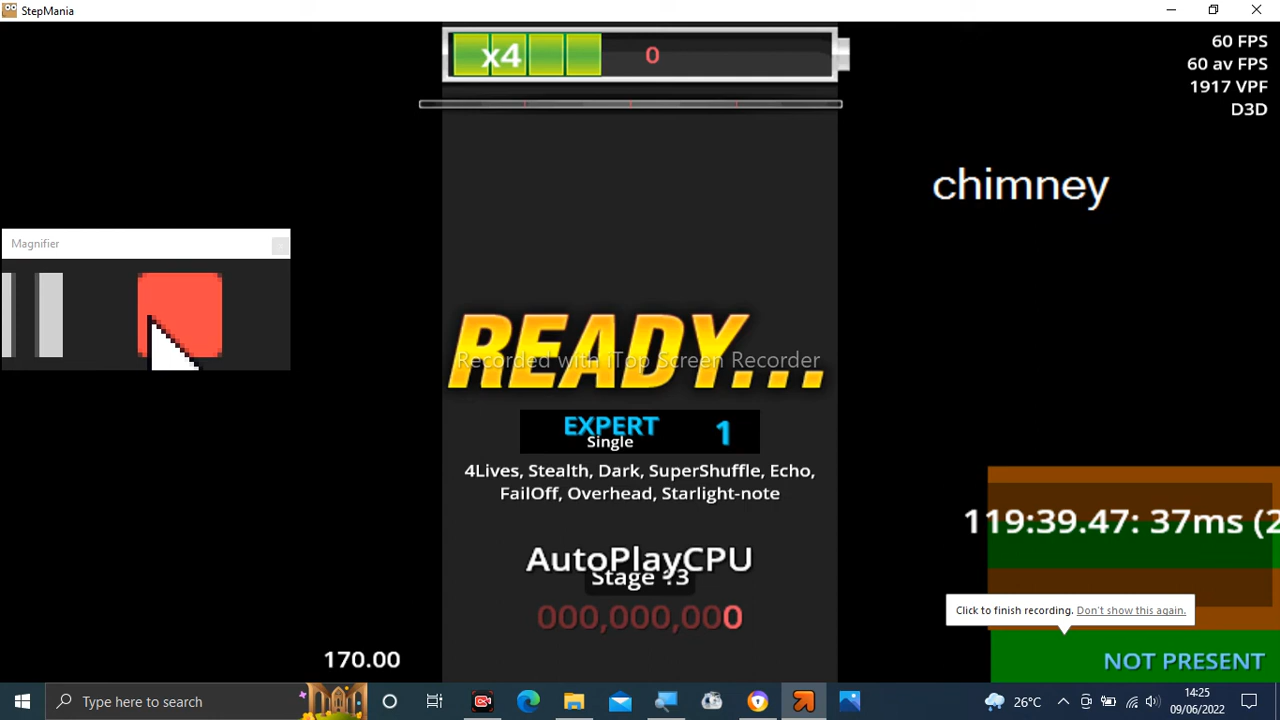 StepMania
60 FPS
60 av FPS
1917 VPF
D3D
x4
0
chimney
Magnifier
READY...
Recorded with iTop Screen Recorder
EXPERT 1
Single
4Lives, Stealth, Dark, SuperShuffle, Echo,
FailOff, Overhead, Starlight-note
119:39.47: 37ms (2
AutoPlayCPU
Stage 13
000,000,000
Click to finish recording. Don't show this again.
170.00
NOT PRESENT
Type here to search
26°C
14:25
09/06/2022